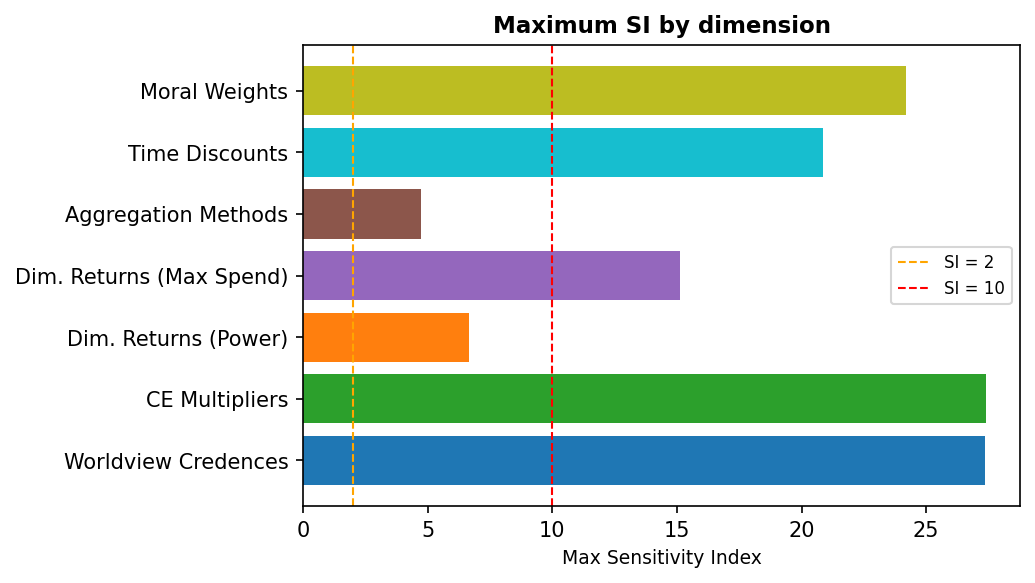 Maximum SI by dimension
Moral Weights
Time Discounts
Aggregation Methods
Dim. Returns (Max Spend)
Dim. Returns (Power)
CE Multipliers
Worldview Credences
SI = 2
SI = 10
0 5 10 15 20 25
Max Sensitivity Index